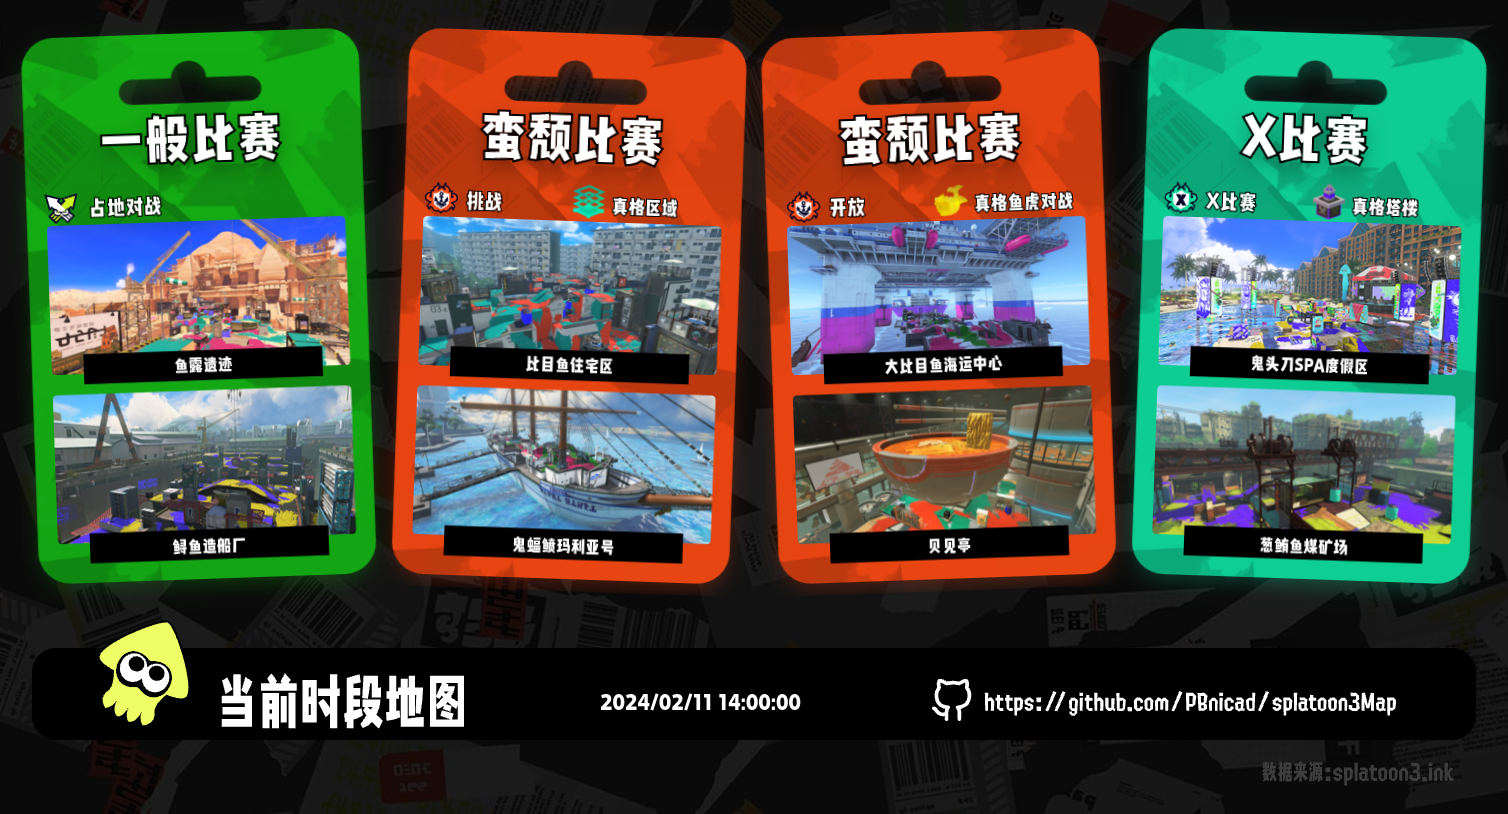 一般比赛
占地对战
鱼露遗迹
鲟鱼造船厂
蛮颓比赛
挑战
真格区域
比目鱼住宅区
鬼蝠鲼玛利亚号
蛮颓比赛
开放
真格鱼虎对战
大比目鱼海运中心
贝贝亭
X比赛
X比赛
真格塔楼
鬼头刀SPA度假区
葱鲔鱼煤矿场
当前时段地图
2024/02/11 14:00:00
https://github.com/PBnicad/splatoon3Map
数据来源:splatoon3.ink